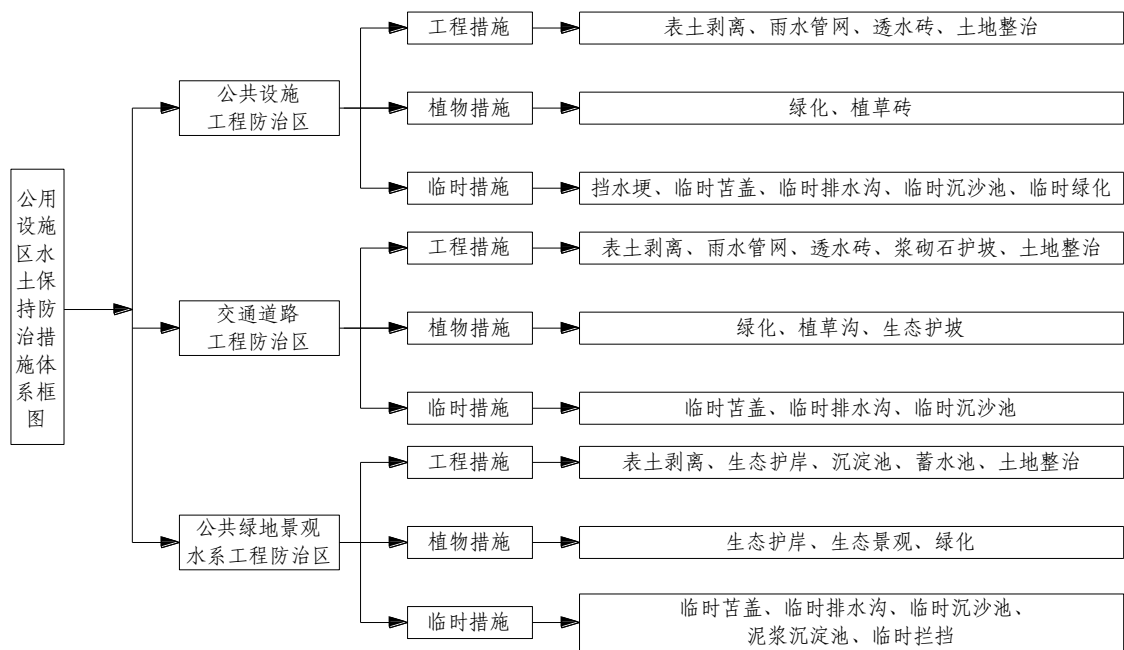 公用
设施
区水
土保
持防
治措
施体
系框
图
公共设施
工程防治区
工程措施
表土剥离、雨水管网、透水砖、土地整治
植物措施
绿化、植草砖
临时措施
挡水埂、临时苫盖、临时排水沟、临时沉沙池、临时绿化
交通道路
工程防治区
工程措施
表土剥离、雨水管网、透水砖、浆砌石护坡、土地整治
植物措施
绿化、植草沟、生态护坡
临时措施
临时苫盖、临时排水沟、临时沉沙池
公共绿地景观
水系工程防治区
工程措施
表土剥离、生态护岸、沉淀池、蓄水池、土地整治
植物措施
生态护岸、生态景观、绿化
临时措施
临时苫盖、临时排水沟、临时沉沙池、
泥浆沉淀池、临时拦挡